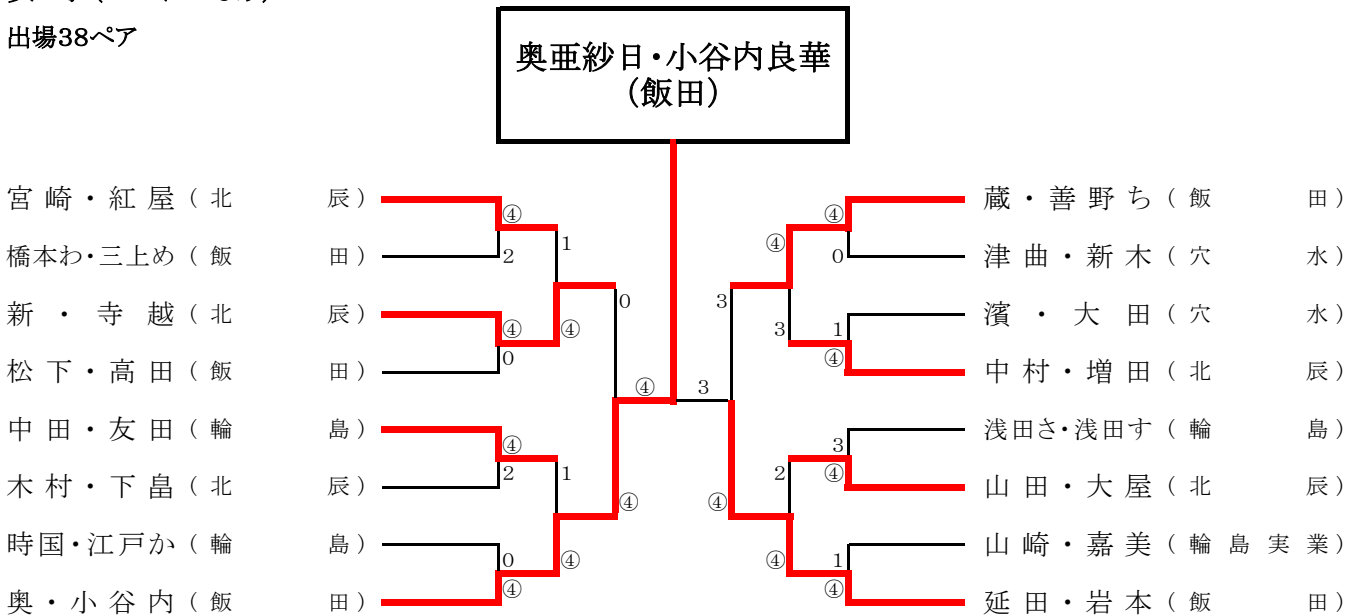 出場38ペア
奥亜紗日・小谷内良華
(飯田)
宮崎・紅屋(北辰)
④
橋本わ・三上め(飯田)
2
1
新・寺越(北辰)
④
④
松下・高田(飯田)
0
0
中田・友田(輪島)
④
木村・下畠(北辰)
2
1
時国・江戸か(輪島)
0
④
奥・小谷内(飯田)
④
④
④
3
蔵・善野ち(飯田)
④
津曲・新木(穴水)
0
④
濱・大田(穴水)
1
3
中村・増田(北辰)
④
3
浅田さ・浅田す(輪島)
3
山田・大屋(北辰)
④
2
山崎・嘉美(輪島実業)
1
④
延田・岩本(飯田)
④
④